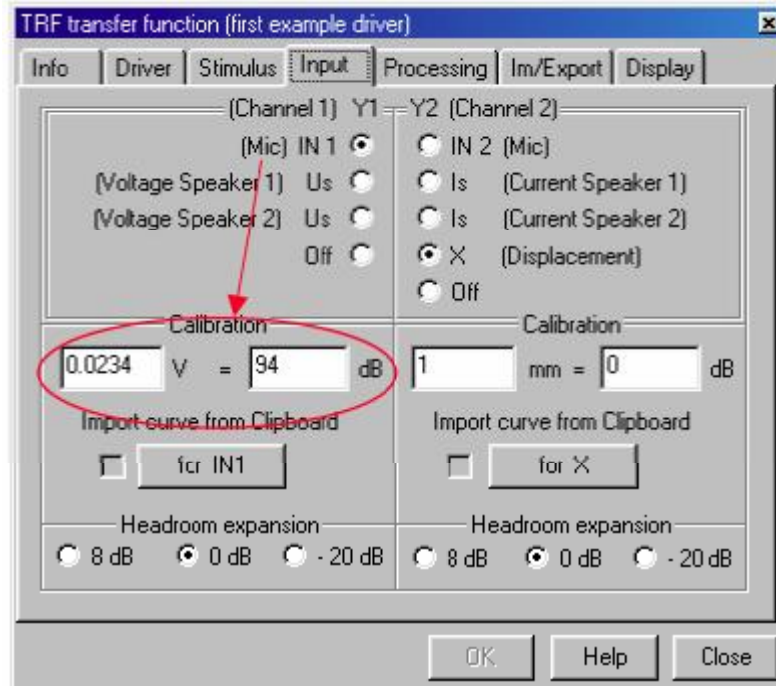 TRF transfer function (first example driver)
Info Driver Stimulus Input Processing Im/Export Display
(Channel 1) Y1 Y2 (Channel 2)
(Mic) IN 1 IN 2 (Mic)
(Voltage Speaker 1) Us Is (Current Speaker 1)
(Voltage Speaker 2) Us Is (Current Speaker 2)
Off X (Displacement)
Off
Calibration Calibration
0.0234 V = 94 dB 1 mm = 0 dB
Import curve from Clipboard Import curve from Clipboard
for IN1 for X
Headroom expansion Headroom expansion
8 dB 0 dB - 20 dB 8 dB 0 dB - 20 dB
OK Help Close